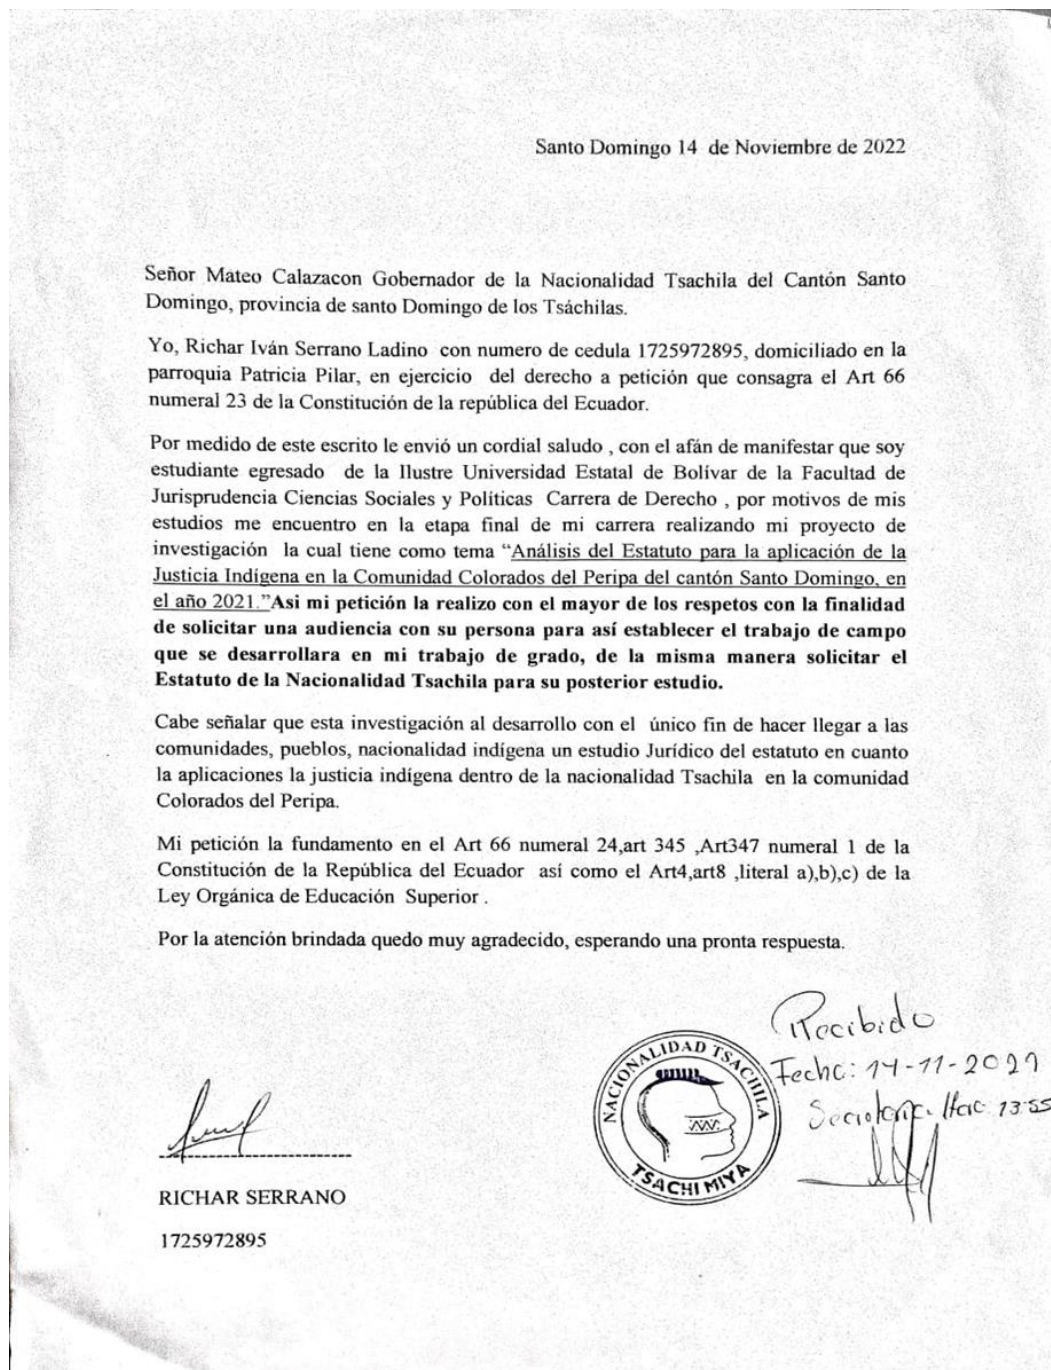 Santo Domingo 14 de Noviembre de 2022
Señor Mateo Calazacon Gobernador de la Nacionalidad Tsachila del Cantón Santo
Domingo, provincia de santo Domingo de los Tsáchilas.
Yo, Richar Iván Serrano Ladino con numero de cedula 1725972895, domiciliado en la
parroquia Patricia Pilar, en ejercicio del derecho a petición que consagra el Art 66
numeral 23 de la Constitución de la república del Ecuador.
Por medido de este escrito le envió un cordial saludo , con el afán de manifestar que soy
estudiante egresado de la Ilustre Universidad Estatal de Bolívar de la Facultad de
Jurisprudencia Ciencias Sociales y Políticas Carrera de Derecho , por motivos de mis
estudios me encuentro en la etapa final de mi carrera realizando mi proyecto de
investigación la cual tiene como tema “Análisis del Estatuto para la aplicación de la
Justicia Indígena en la Comunidad Colorados del Peripa del cantón Santo Domingo, en
el año 2021.”Asi mi petición la realizo con el mayor de los respetos con la finalidad
de solicitar una audiencia con su persona para así establecer el trabajo de campo
que se desarrollara en mi trabajo de grado, de la misma manera solicitar el
Estatuto de la Nacionalidad Tsachila para su posterior estudio.
Cabe señalar que esta investigación al desarrollo con el único fin de hacer llegar a las
comunidades, pueblos, nacionalidad indígena un estudio Jurídico del estatuto en cuanto
la aplicaciones la justicia indígena dentro de la nacionalidad Tsachila en la comunidad
Colorados del Peripa.
Mi petición la fundamento en el Art 66 numeral 24,art 345 ,Art347 numeral 1 de la
Constitución de la República del Ecuador así como el Art4,art8 ,literal a),b),c) de la
Ley Orgánica de Educación Superior .
Por la atención brindada quedo muy agradecido, esperando una pronta respuesta.
Recibido
Fecha: 14-11-2022
13:55
NACIONALIDAD TSACHILA
TSACHI MIYA
RICHAR SERRANO
1725972895